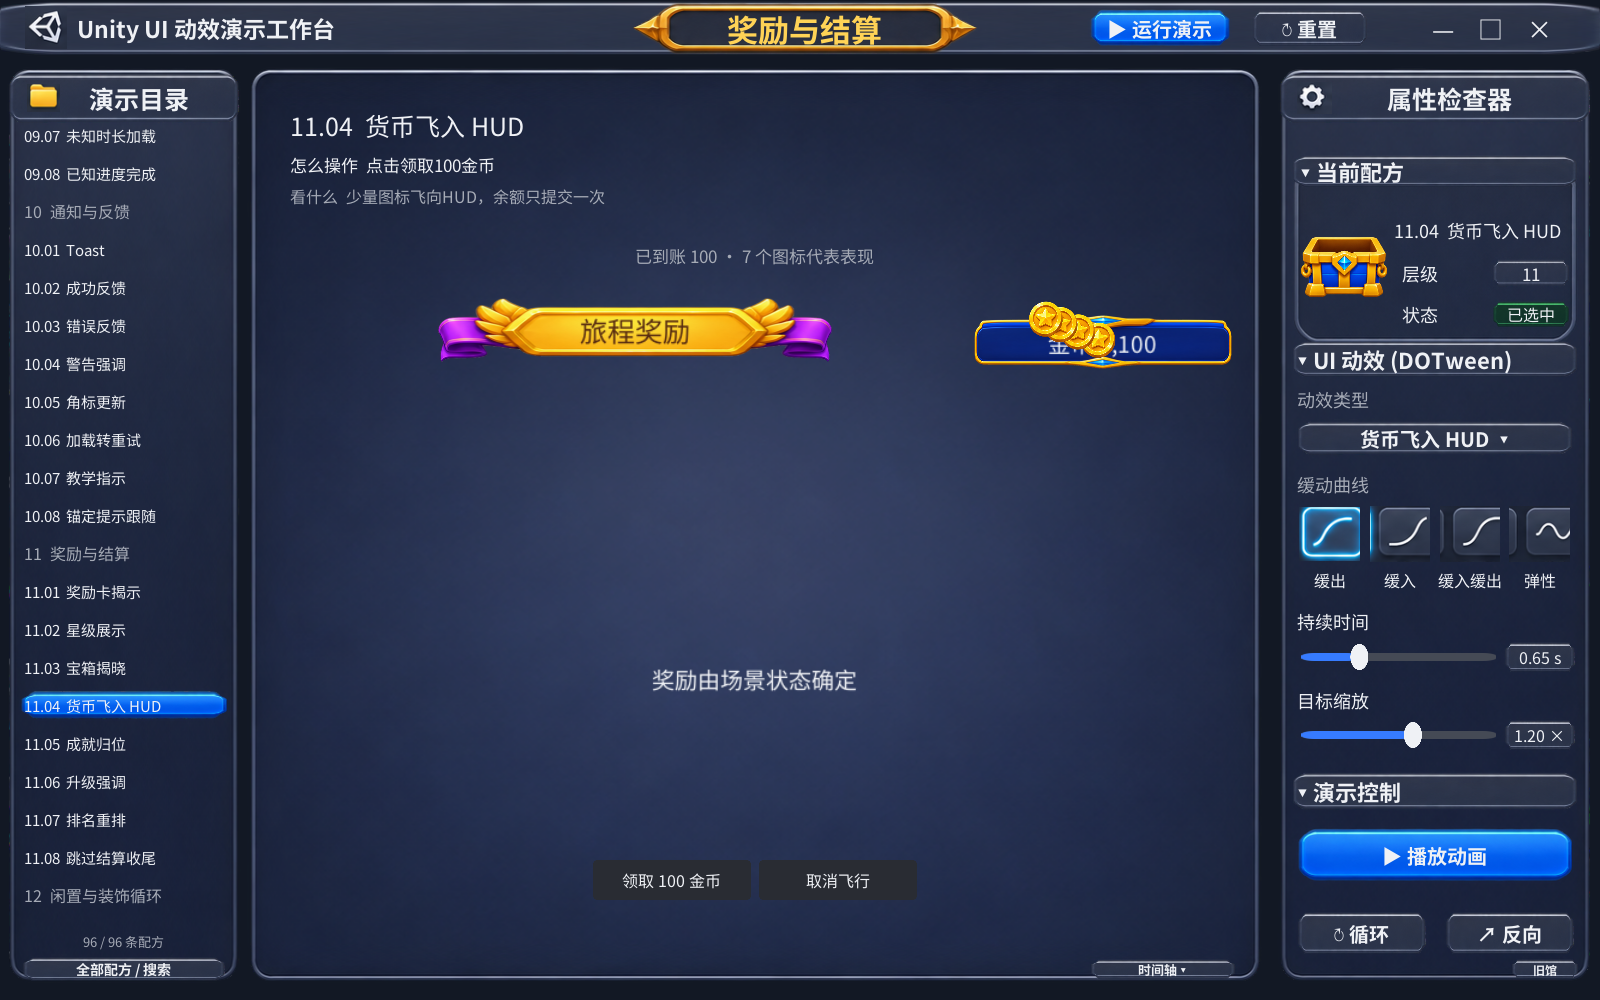 Unity UI 动效演示工作台
奖励与结算
▶ 运行演示
重置
演示目录
09.07 未知时长加载
09.08 已知进度完成
10 通知与反馈
10.01 Toast
10.02 成功反馈
10.03 错误反馈
10.04 警告强调
10.05 角标更新
10.06 加载转重试
10.07 教学指示
10.08 锚定提示跟随
11 奖励与结算
11.01 奖励卡揭示
11.02 星级展示
11.03 宝箱揭晓
11.04 货币飞入 HUD
11.05 成就归位
11.06 升级强调
11.07 排名重排
11.08 跳过结算收尾
12 闲置与装饰循环
96 / 96 条配方
全部配方 / 搜索
11.04 货币飞入 HUD
怎么操作 点击领取100金币
看什么 少量图标飞向HUD，余额只提交一次
已到账 100 · 7 个图标代表表现
旅程奖励
,100
奖励由场景状态确定
领取 100 金币
取消飞行
时间轴 ▾
属性检查器
▾ 当前配方
11.04 货币飞入 HUD
层级 11
状态 已选中
▾ UI 动效 (DOTween)
动效类型
货币飞入 HUD ▾
缓动曲线
缓出 缓入 缓入缓出 弹性
持续时间
0.65 s
目标缩放
1.20 ×
▾ 演示控制
▶ 播放动画
循环
↗ 反向
旧馆